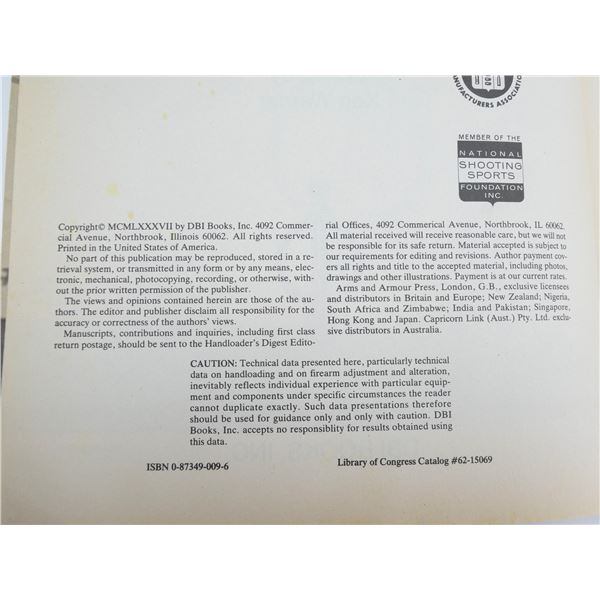 MANUFACTURERS ASSOCIATION
MEMBER OF THE
NATIONAL
SHOOTING
SPORTS
FOUNDATION
INC.
Copyright© MCMLXXXVII by DBI Books, Inc. 4092 Commer-
cial Avenue, Northbrook, Illinois 60062. All rights reserved.
Printed in the United States of America.
No part of this publication may be reproduced, stored in a re-
trieval system, or transmitted in any form or by any means, elec-
tronic, mechanical, photocopying, recording, or otherwise, with-
out the prior written permission of the publisher.
The views and opinions contained herein are those of the au-
thors. The editor and publisher disclaim all responsibility for the
accuracy or correctness of the authors' views.
Manuscripts, contributions and inquiries, including first class
return postage, should be sent to the Handloader's Digest Edito-
rial Offices, 4092 Commerical Avenue, Northbrook, IL 60062.
All material received will receive reasonable care, but we will not
be responsible for its safe return. Material accepted is subject to
our requirements for editing and revisions. Author payment cov-
ers all rights and title to the accepted material, including photos,
drawings and other illustrations. Payment is at our current rates.
Arms and Armour Press, London, G.B., exclusive licensees
and distributors in Britain and Europe; New Zealand; Nigeria,
South Africa and Zimbabwe; India and Pakistan; Singapore,
Hong Kong and Japan. Capricorn Link (Aust.) Pty. Ltd. exclu-
sive distributors in Australia.
CAUTION: Technical data presented here, particularly technical
data on handloading and on firearm adjustment and alteration,
inevitably reflects individual experience with particular equip-
ment and components under specific circumstances the reader
cannot duplicate exactly. Such data presentations therefore
should be used for guidance only and only with caution. DBI
Books, Inc. accepts no responsiblity for results obtained using
this data.
ISBN 0-87349-009-6
Library of Congress Catalog #62-15069